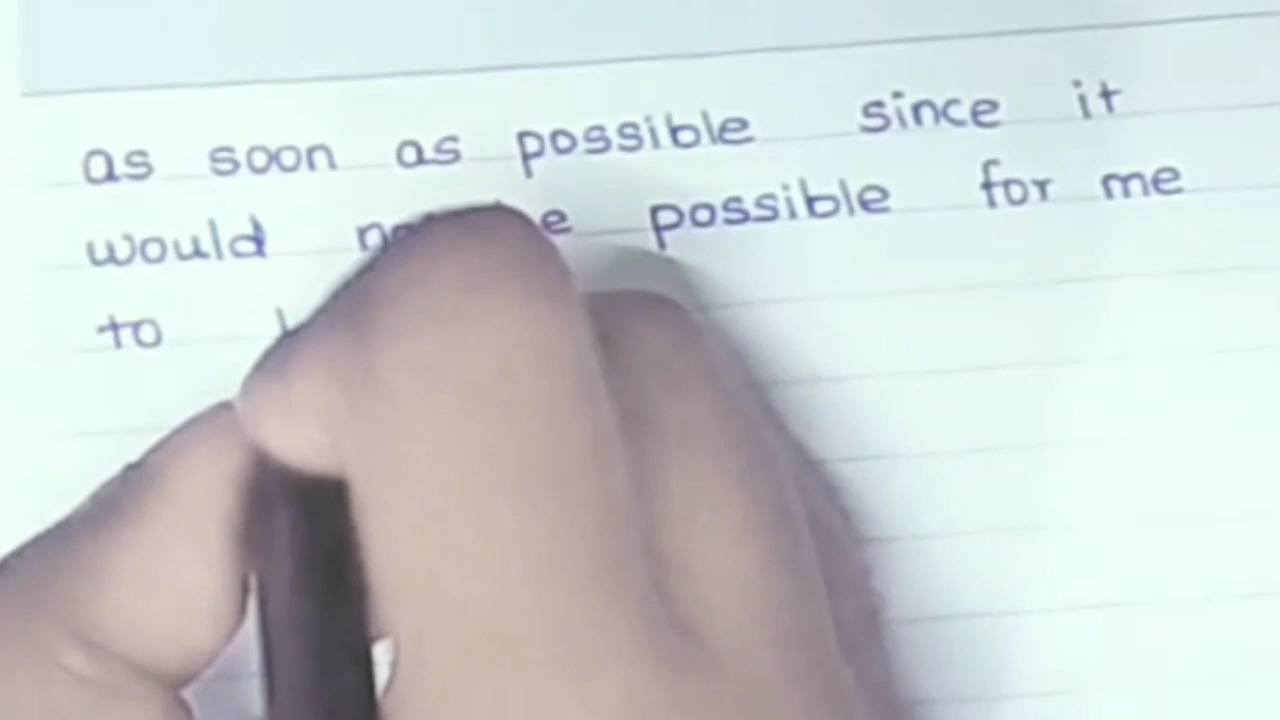 as soon as possible since it
would possible for me
to